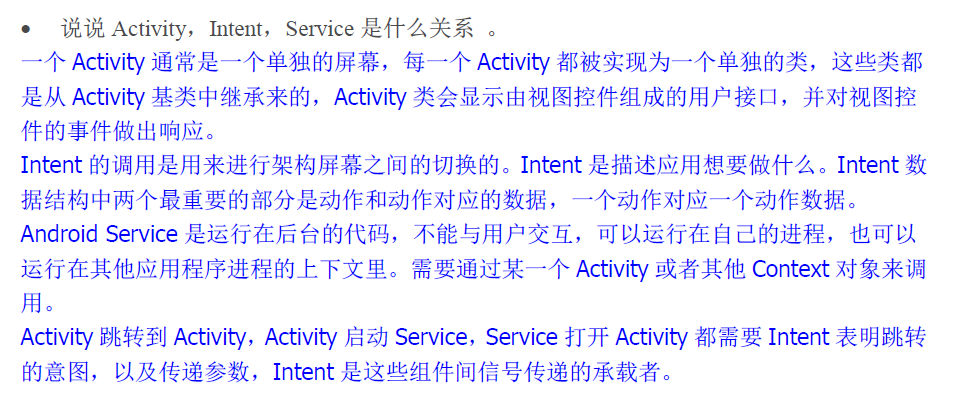 • 说说 Activity，Intent，Service 是什么关系 。
一个 Activity 通常是一个单独的屏幕，每一个 Activity 都被实现为一个单独的类，这些类都
是从 Activity 基类中继承来的，Activity 类会显示由视图控件组成的用户接口，并对视图控
件的事件做出响应。
Intent 的调用是用来进行架构屏幕之间的切换的。Intent 是描述应用想要做什么。Intent 数
据结构中两个最重要的部分是动作和动作对应的数据，一个动作对应一个动作数据。
Android Service 是运行在后台的代码，不能与用户交互，可以运行在自己的进程，也可以
运行在其他应用程序进程的上下文里。需要通过某一个 Activity 或者其他 Context 对象来调
用。
Activity 跳转到 Activity，Activity 启动 Service，Service 打开 Activity 都需要 Intent 表明跳转
的意图，以及传递参数，Intent 是这些组件间信号传递的承载者。